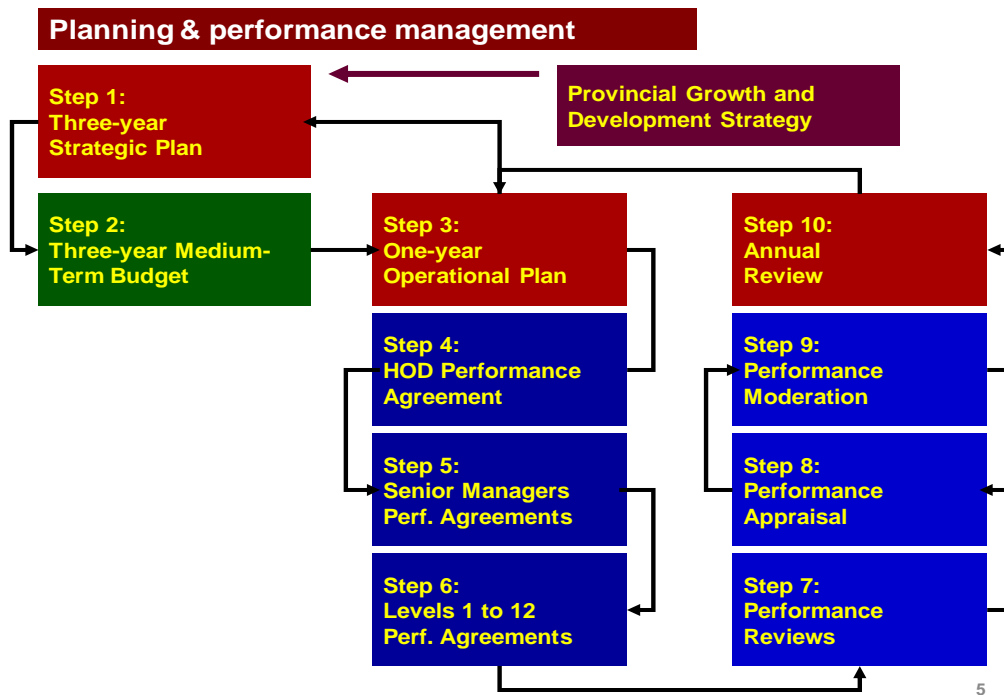 Planning & performance management
Step 1:
Three-year
Strategic Plan
Provincial Growth and
Development Strategy
Step 2:
Three-year Medium-
Term Budget
Step 3:
One-year
Operational Plan
Step 4:
HOD Performance
Agreement
Step 5:
Senior Managers
Perf. Agreements
Step 6:
Levels 1 to 12
Perf. Agreements
Step 7:
Performance
Reviews
Step 8:
Performance
Appraisal
Step 9:
Performance
Moderation
Step 10:
Annual
Review
5